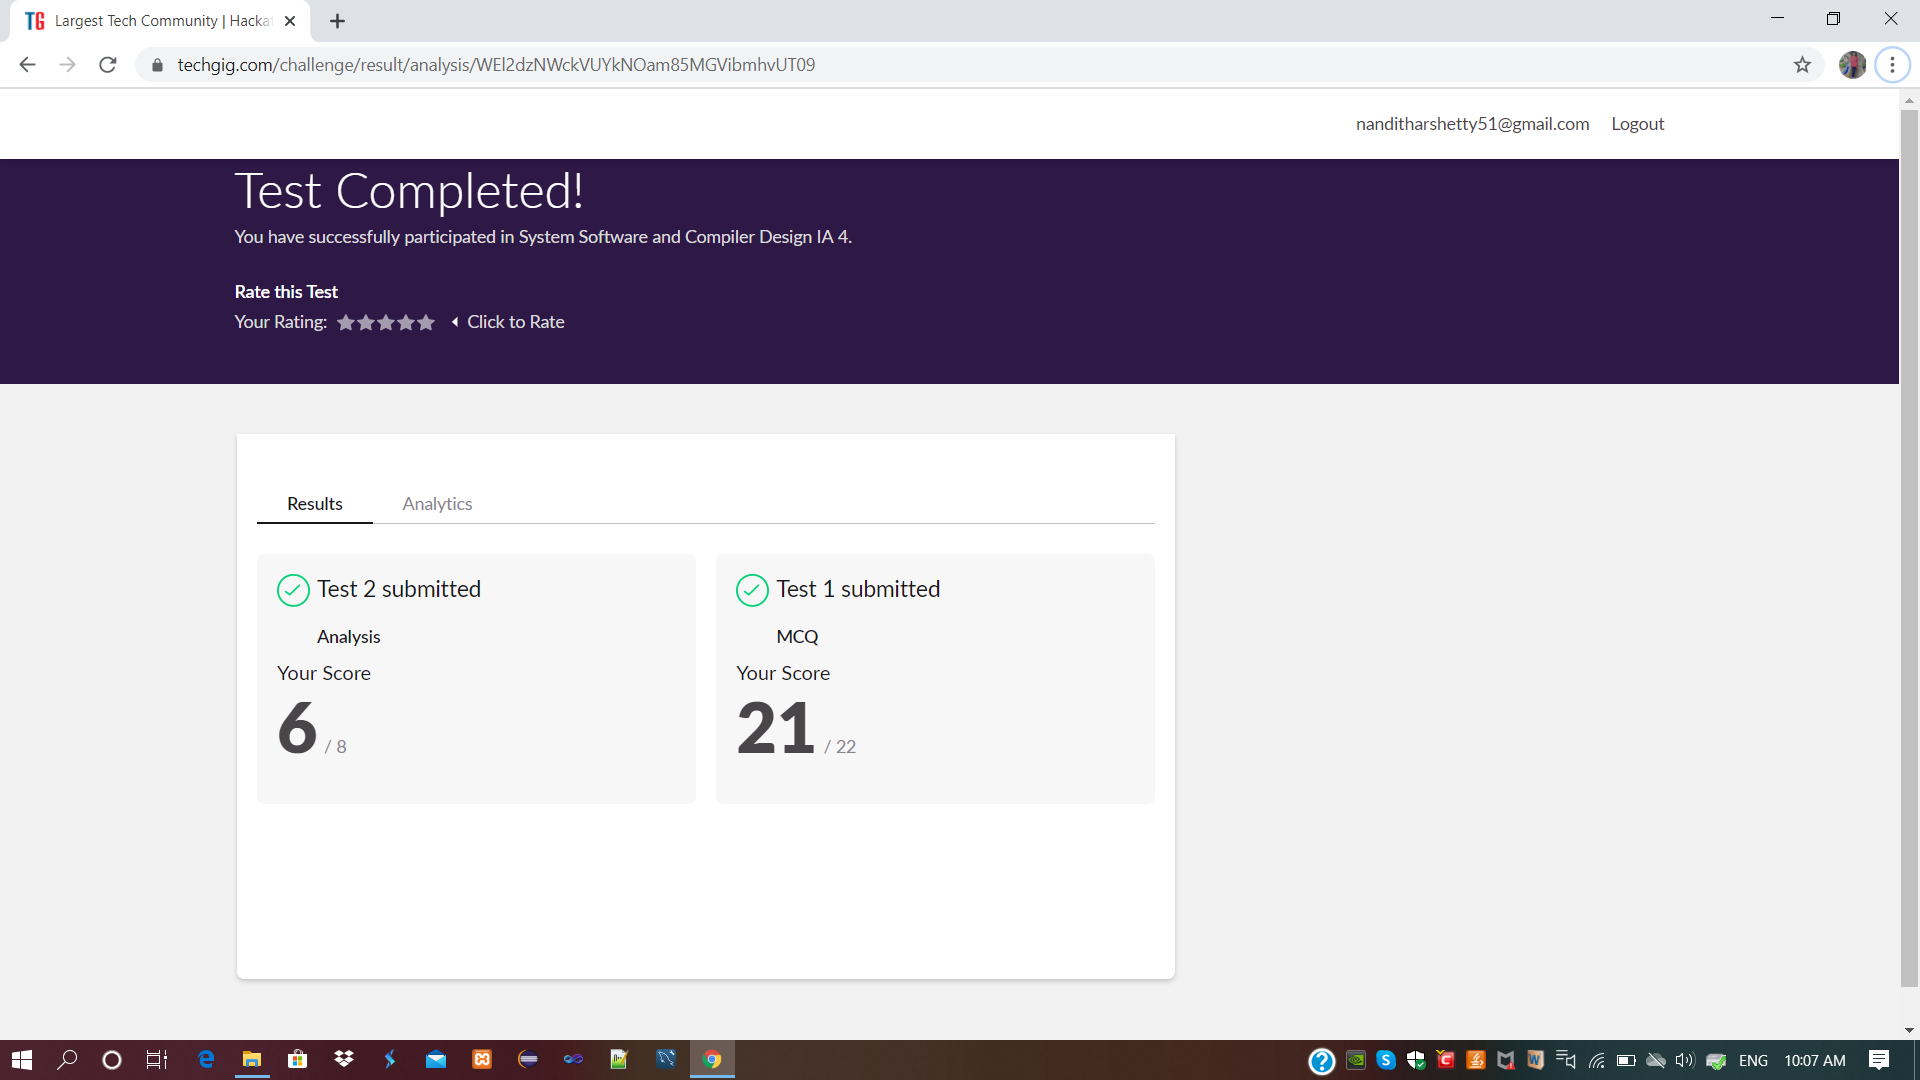 TG Largest Tech Community | Hacka
techgig.com/challenge/result/analysis/WEl2dzNWckVUYkNOam85MGVibmhvUT09
nanditharshetty51@gmail.com Logout
Test Completed!
You have successfully participated in System Software and Compiler Design IA 4.
Rate this Test
Your Rating: Click to Rate
Results Analytics
Test 2 submitted
Analysis
Your Score
6 / 8
Test 1 submitted
MCQ
Your Score
21 / 22
ENG 10:07 AM